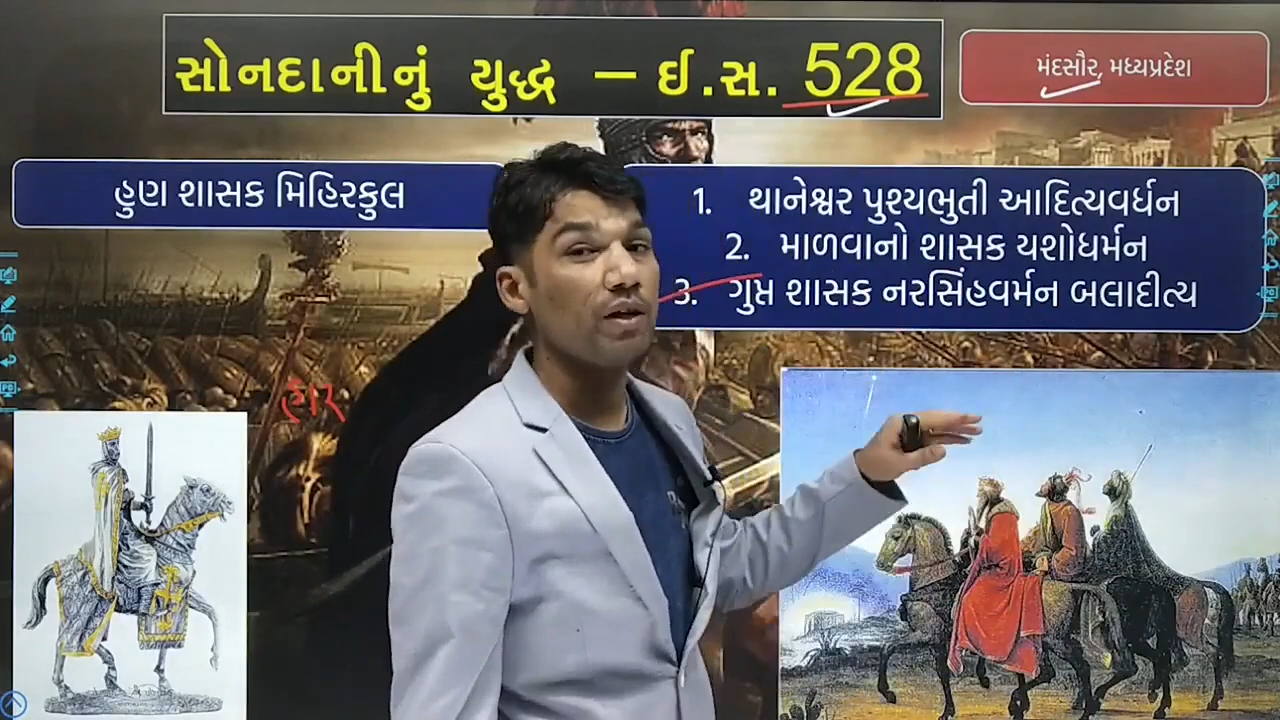 સોનદાનીનું યુદ્ધ – ઈ.સ. 528
મંદસૌર, મધ્યપ્રદેશ
હુણ શાસક મિહિરકુલ
1. થાનેશ્વર પુશ્યભુતી આદિત્યવર્ધન
2. માળવાનો શાસક યશોધર્મન
3. ગુપ્ત શાસક નરસિંહવર્મન બલાદીત્ય
હાર